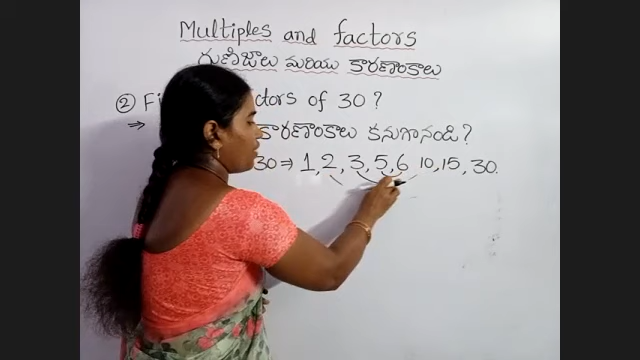 Multiples and factors
గుణిజాలు మరియు కారణాంకాలు
② Fi ctors of 30 ?
⇒ కారణాంకాలు కనుగొనండి ?
30 ⇒ 1, 2, 3, 5, 6 10, 15, 30.